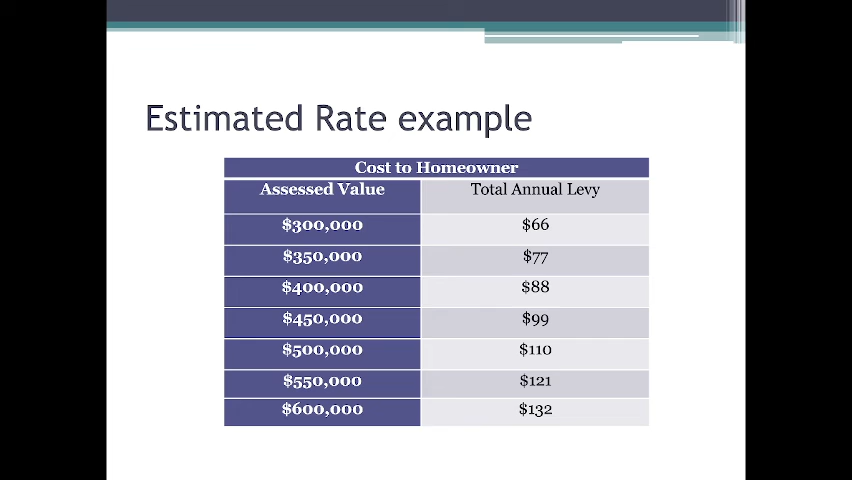 Estimated Rate example
Cost to Homeowner
Assessed Value Total Annual Levy
$300,000 $66
$350,000 $77
$400,000 $88
$450,000 $99
$500,000 $110
$550,000 $121
$600,000 $132